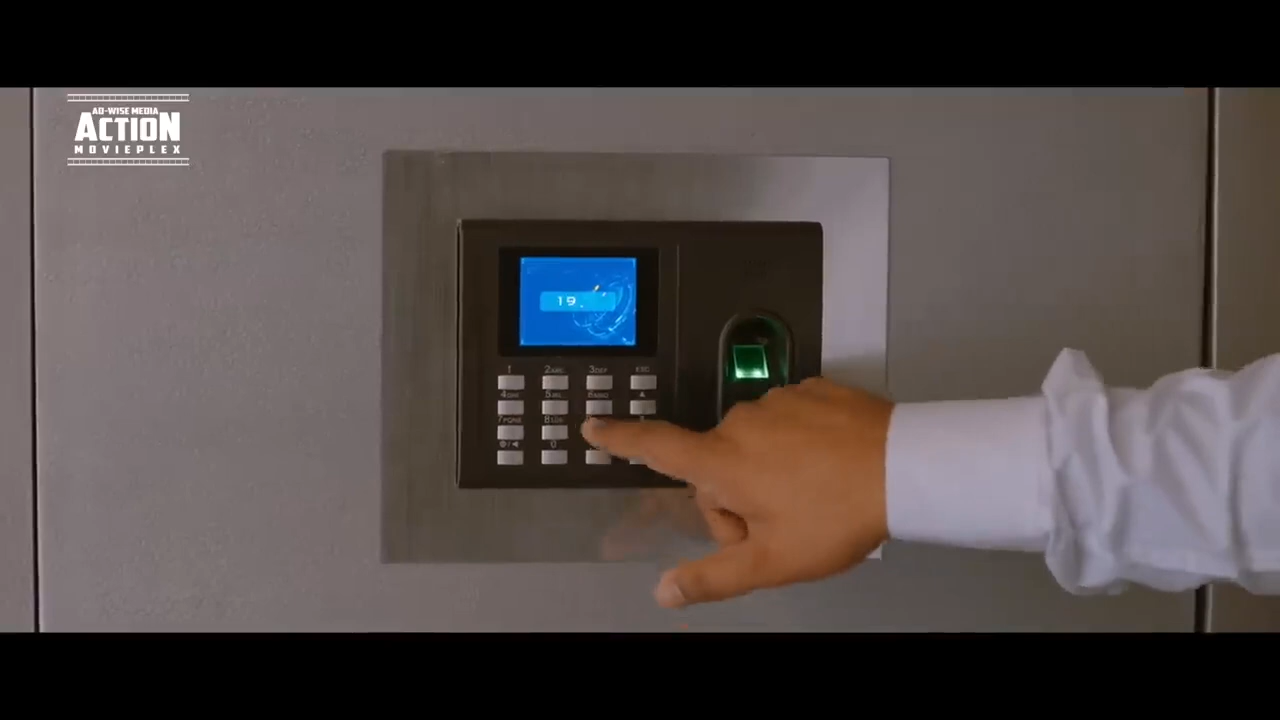 AD-WISE MEDIA
ACTION
MOVIEPLEX
19.
1 2ABC 3DEF ESC
4GHI 5JKL 6MNO ▲
7PQRS 8TUV
0